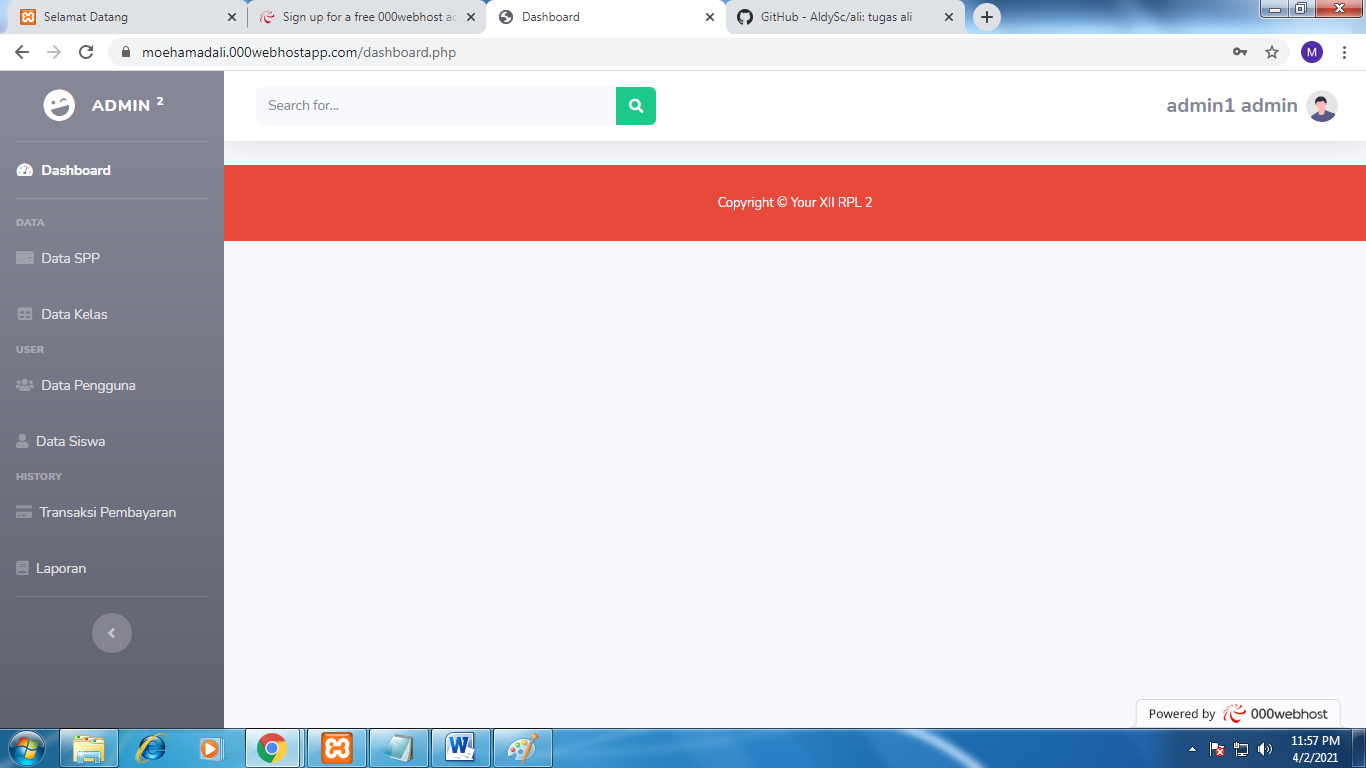 Selamat Datang
Sign up for a free 000webhost ac
Dashboard
GitHub - AldySc/ali: tugas ali
moehamadali.000webhostapp.com/dashboard.php
M
ADMIN 2
Search for...
admin1 admin
Dashboard
Copyright © Your XII RPL 2
DATA
Data SPP
Data Kelas
USER
Data Pengguna
Data Siswa
HISTORY
Transaksi Pembayaran
Laporan
Powered by 000webhost
11:57 PM
4/2/2021